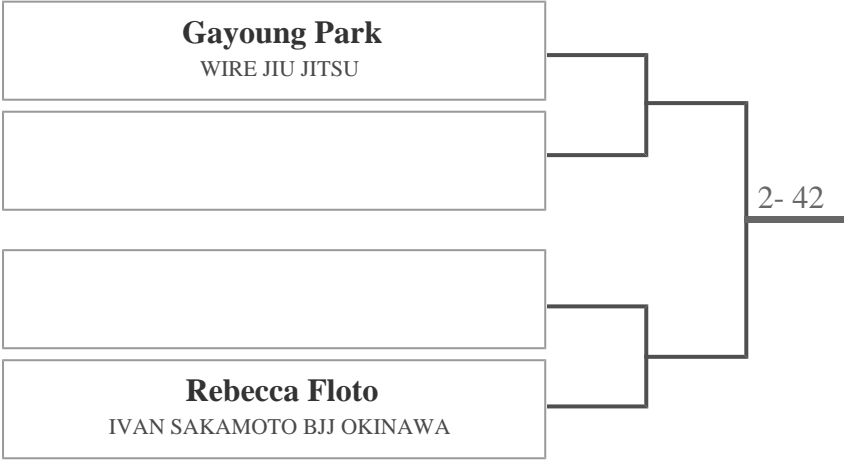 Gayoung Park
WIRE JIU JITSU
2- 42
Rebecca Floto
IVAN SAKAMOTO BJJ OKINAWA